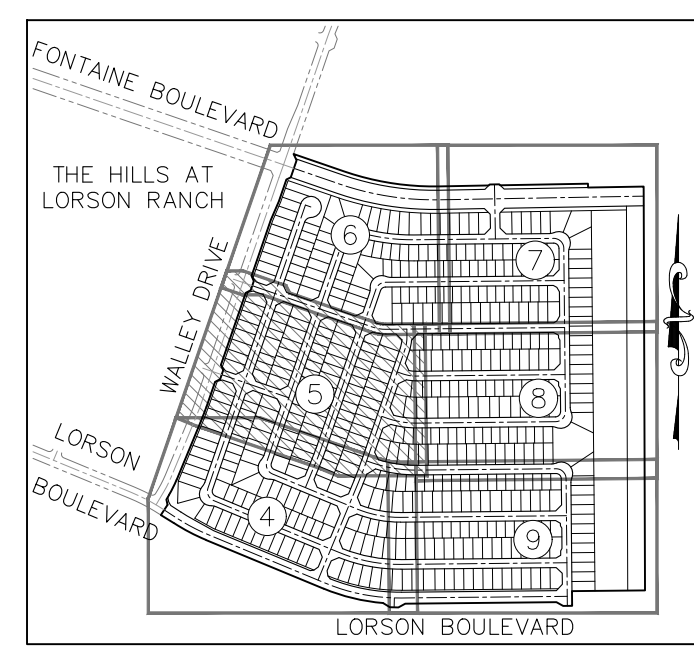 FONTAINE BOULEVARD
THE HILLS AT
LORSON RANCH
WALLEY DRIVE
6
7
5
8
LORSON
BOULEVARD
4
9
LORSON BOULEVARD